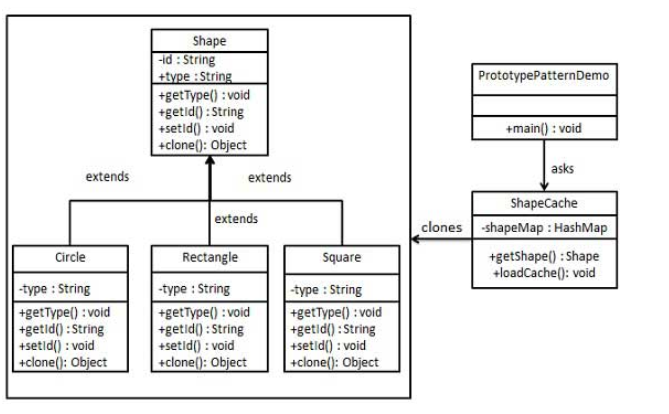 Shape
-id : String
+type : String
+getType() : void
+getId() : String
+setId() : void
+clone(): Object
extends
extends
extends
Circle
-type : String
+getType() : void
+getId() : String
+setId() : void
+clone(): Object
Rectangle
-type : String
+getType() : void
+getId() : String
+setId() : void
+clone(): Object
Square
-type : String
+getType() : void
+getId() : String
+setId() : void
+clone(): Object
PrototypePatternDemo
+main() : void
asks
ShapeCache
-shapeMap : HashMap
+getShape() : Shape
+loadCache(): void
clones